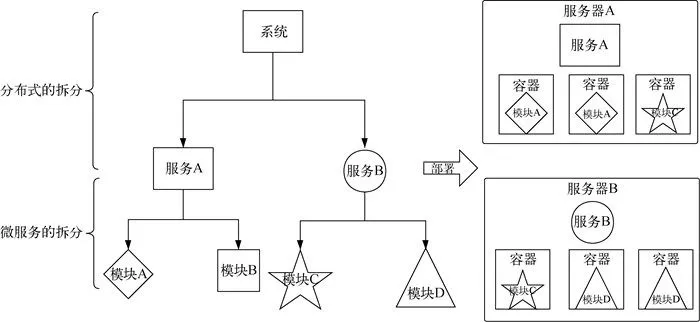 系统
分布式的拆分
服务A
服务B
微服务的拆分
模块A
模块B
模块C
模块D
部署
服务器A
服务A
容器
模块A
容器
模块A
容器
模块C
服务器B
服务B
容器
模块C
容器
模块D
容器
模块D